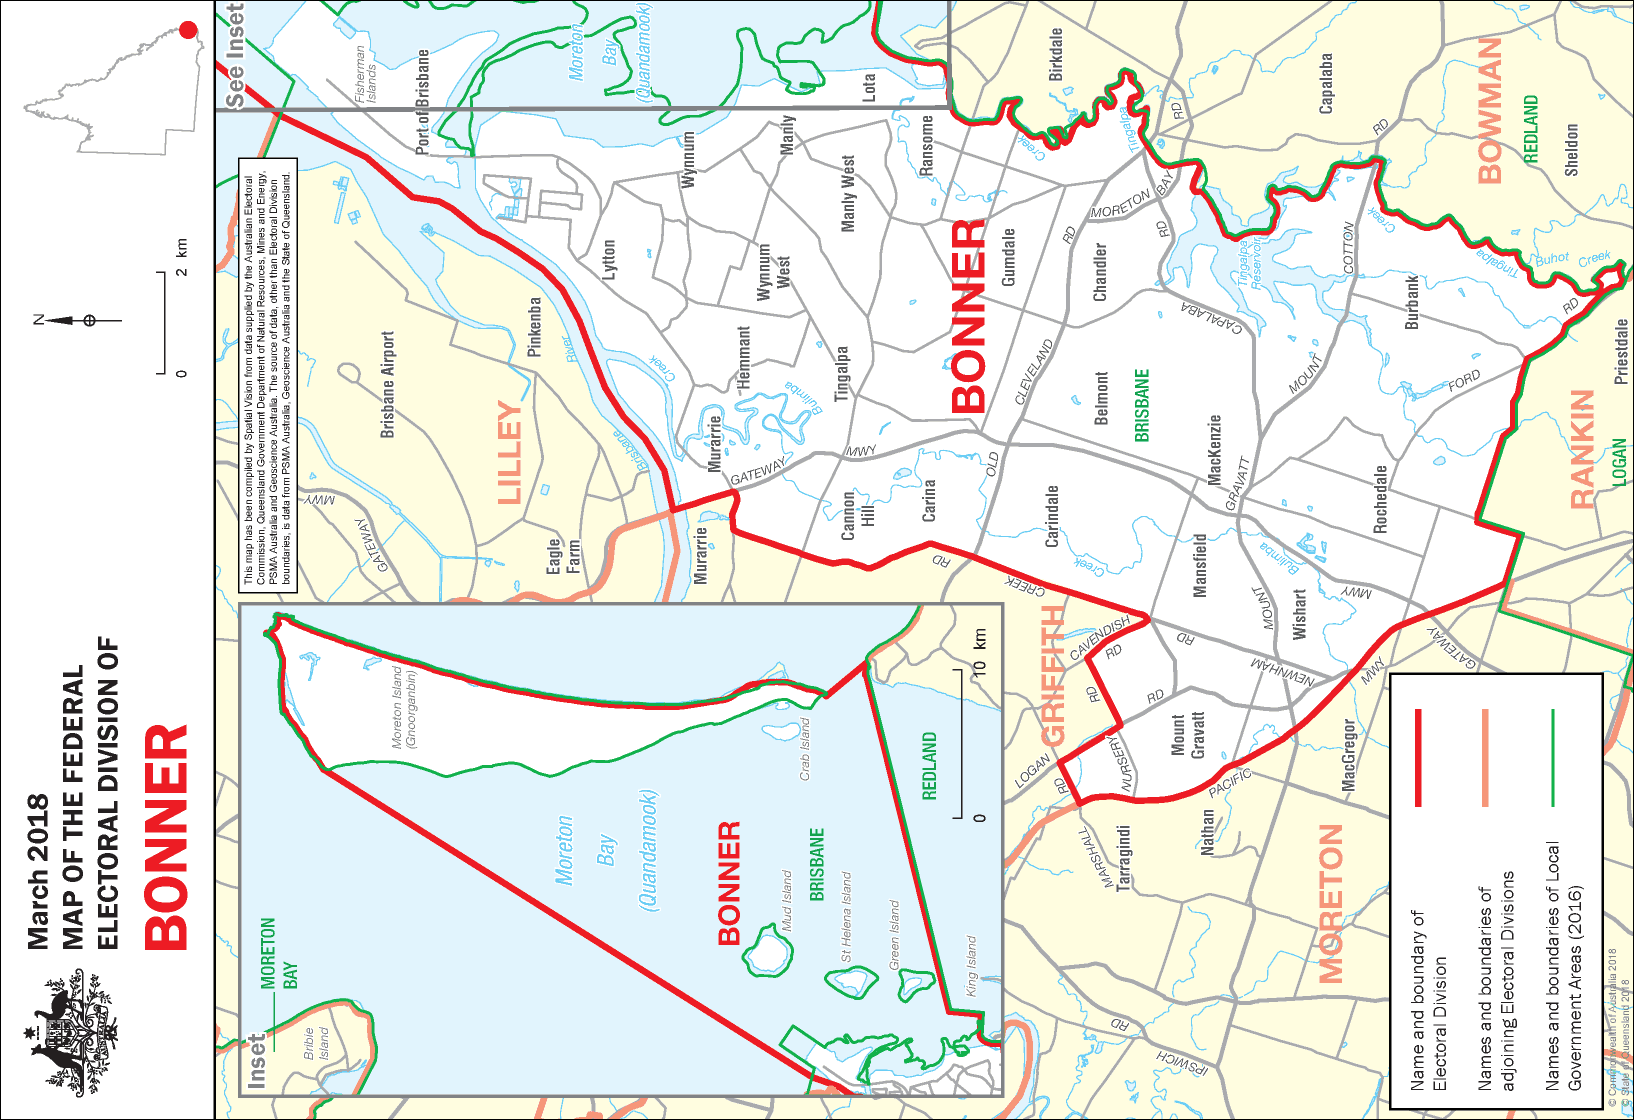 March 2018
MAP OF THE FEDERAL
ELECTORAL DIVISION OF
BONNER
N
0 2 km
This map has been compiled by Spatial Vision from data supplied by the Australian Electoral
Commission, Queensland Government Department of Natural Resources, Mines and Energy,
PSMA Australia and Geoscience Australia. The source of data, other than Electoral Division
boundaries, is data from PSMA Australia, Geoscience Australia and the State of Queensland.
See Inset
Fisherman
Islands
Port of Brisbane
Moreton
Bay
(Quandamook)
Lota
Birkdale
Capalaba
BOWMAN
REDLAND
Sheldon
Wynnum
Manly
Manly West
Ransome
Creek
Tingalpa
RD
RD
Lytton
Wynnum
West
BONNER
Gumdale
RD
MORETON
BAY
RD
Chandler
Tingalpa
Reservoir
COTTON
Creek
Tingalpa
Buhot Creek
Brisbane Airport
Pinkenba
River
Creek
Hemmant
Bulimba
Tingalpa
CLEVELAND
CAPALABA
MOUNT
Burbank
FORD
RD
Priestdale
LILLEY
Brisbane
Murarrie
GATEWAY
MWY
Belmont
BRISBANE
MacKenzie
RANKIN
LOGAN
MWY
GATEWAY
Eagle
Farm
Murarrie
Cannon
Hill
Carina
OLD
Carindale
GRAVATT
Rochedale
RD
CREEK
Creek
Mansfield
Bulimba
MOUNT
Wishart
MWY
GRIFFITH
CAVENDISH
RD
RD
RD
NEWNHAM
MWY
GATEWAY
RD
Mount
Gravatt
LOGAN
RD
NURSERY
PACIFIC
MacGregor
Nathan
MARSHALL
Tarragindi
MORETON
RD
IPSWICH
Inset
MORETON
BAY
Bribie
Island
Moreton Island
(Gnoorganbin)
Crab Island
Moreton
Bay
(Quandamook)
BONNER
BRISBANE
REDLAND
Mud Island
St Helena Island
Green Island
King Island
0 10 km
Name and boundary of
Electoral Division
Names and boundaries of
adjoining Electoral Divisions
Names and boundaries of Local
Government Areas (2016)
© Commonwealth of Australia 2018
© State of Queensland 2018